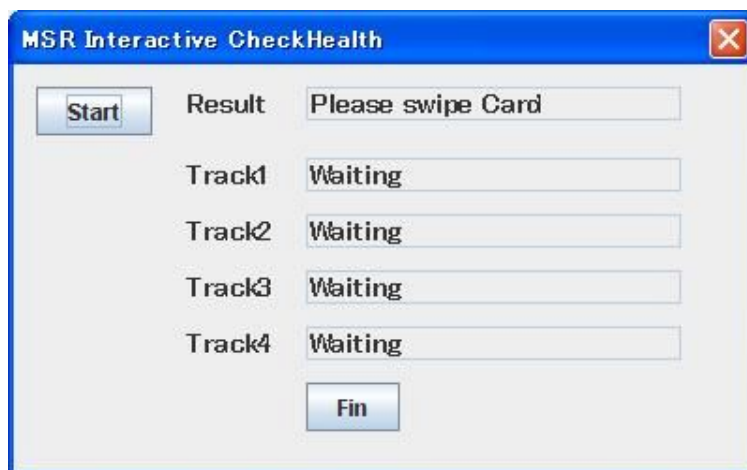 MSR Interactive CheckHealth
Start Result Please swipe Card
Track1 Waiting
Track2 Waiting
Track3 Waiting
Track4 Waiting
Fin